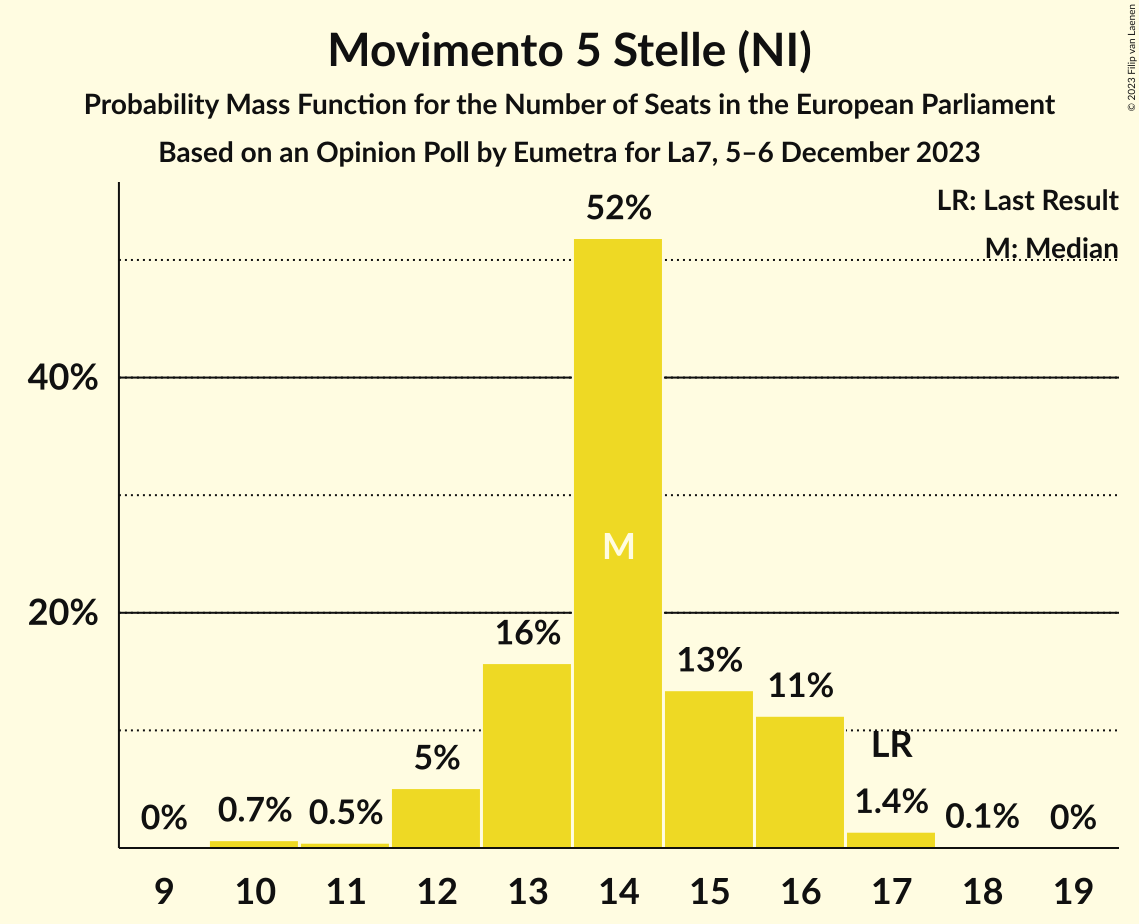 Movimento 5 Stelle (NI)
Probability Mass Function for the Number of Seats in the European Parliament
Based on an Opinion Poll by Eumetra for La7, 5–6 December 2023
© 2023 Filip van Laenen
LR: Last Result
M: Median
52%
40%
M
20%
16%
13%
11%
LR
5%
1.4%
0%
0.7%
0.5%
0.1%
0%
9 10 11 12 13 14 15 16 17 18 19